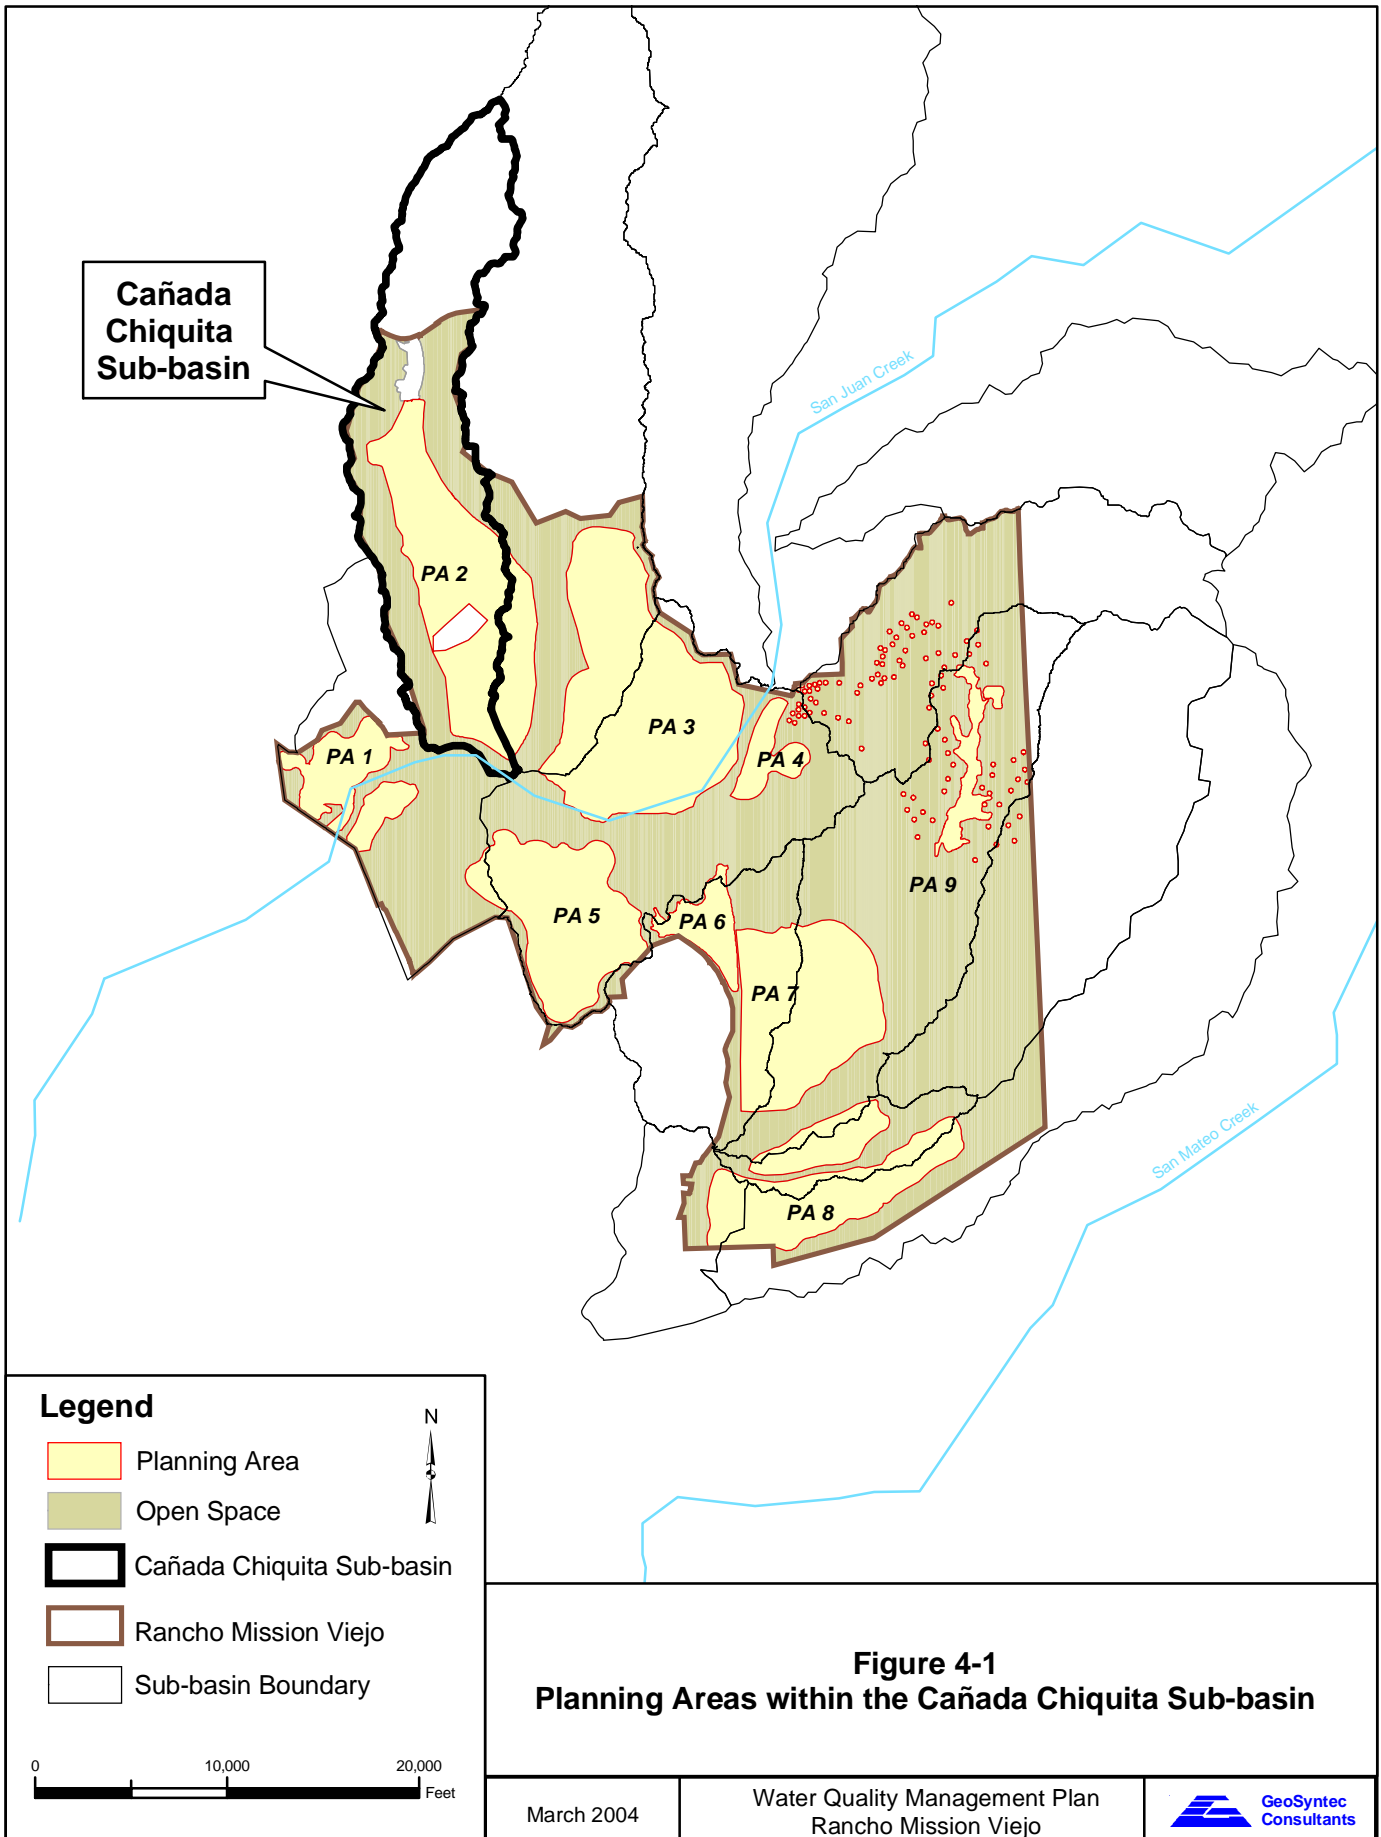 Cañada
Chiquita
Sub-basin
San Juan Creek
PA 2
PA 1
PA 3
PA 4
PA 5
PA 6
PA 9
PA 7
PA 8
San Mateo Creek
Legend
N
Planning Area
Open Space
Cañada Chiquita Sub-basin
Rancho Mission Viejo
Sub-basin Boundary
0 10,000 20,000
Feet
Figure 4-1
Planning Areas within the Cañada Chiquita Sub-basin
March 2004
Water Quality Management Plan
Rancho Mission Viejo
GeoSyntec
Consultants